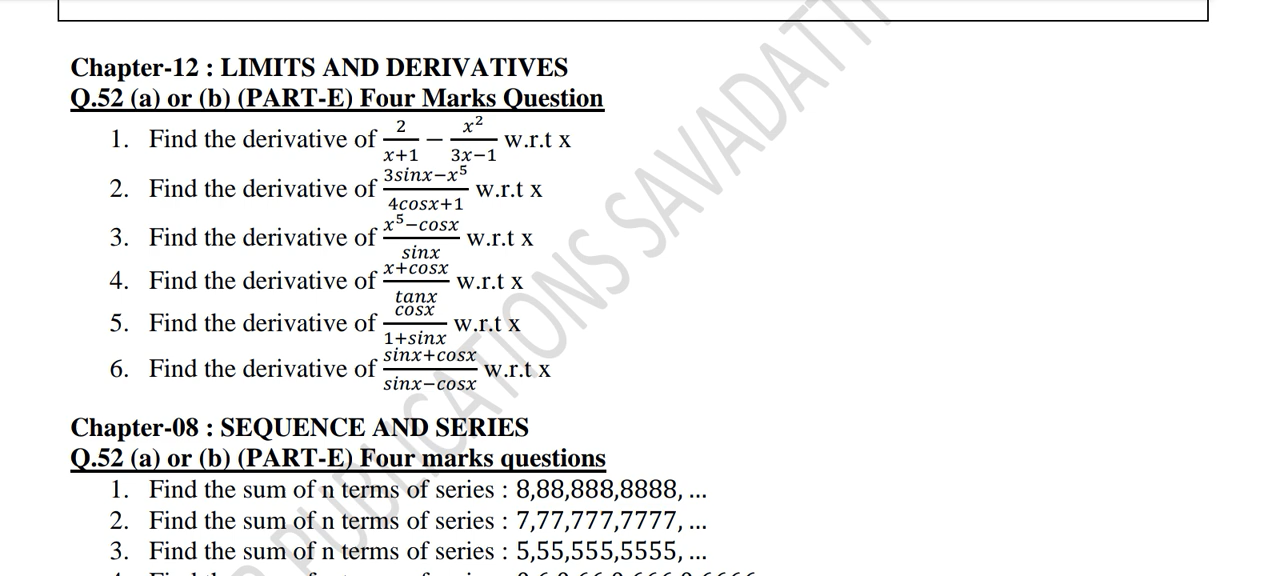 Chapter-12 : LIMITS AND DERIVATIVES
Q.52 (a) or (b) (PART-E) Four Marks Question
1. Find the derivative of 2/(x+1) − x²/(3x−1) w.r.t x
2. Find the derivative of (3sinx−x⁵)/(4cosx+1) w.r.t x
3. Find the derivative of (x⁵−cosx)/sinx w.r.t x
4. Find the derivative of (x+cosx)/tanx w.r.t x
5. Find the derivative of cosx/(1+sinx) w.r.t x
6. Find the derivative of (sinx+cosx)/(sinx−cosx) w.r.t x
Chapter-08 : SEQUENCE AND SERIES
Q.52 (a) or (b) (PART-E) Four marks questions
1. Find the sum of n terms of series : 8,88,888,8888, ...
2. Find the sum of n terms of series : 7,77,777,7777, ...
3. Find the sum of n terms of series : 5,55,555,5555, ...
PUBLICATIONS SAVADATTI